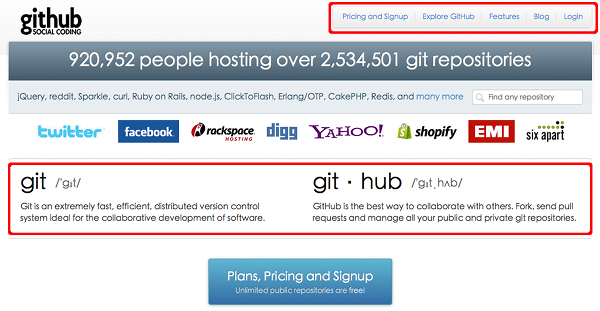 github
SOCIAL CODING
Pricing and Signup Explore GitHub Features Blog Login
920,952 people hosting over 2,534,501 git repositories
jQuery, reddit, Sparkle, curl, Ruby on Rails, node.js, ClickToFlash, Erlang/OTP, CakePHP, Redis, and many more
Find any repository
twitter facebook rackspace HOSTING digg YAHOO! shopify EMI six apart
git /ˈgɪt/
Git is an extremely fast, efficient, distributed version control
system ideal for the collaborative development of software.
git · hub /ˈgɪtˌhʌb/
GitHub is the best way to collaborate with others. Fork, send pull
requests and manage all your public and private git repositories.
Plans, Pricing and Signup
Unlimited public repositories are free!